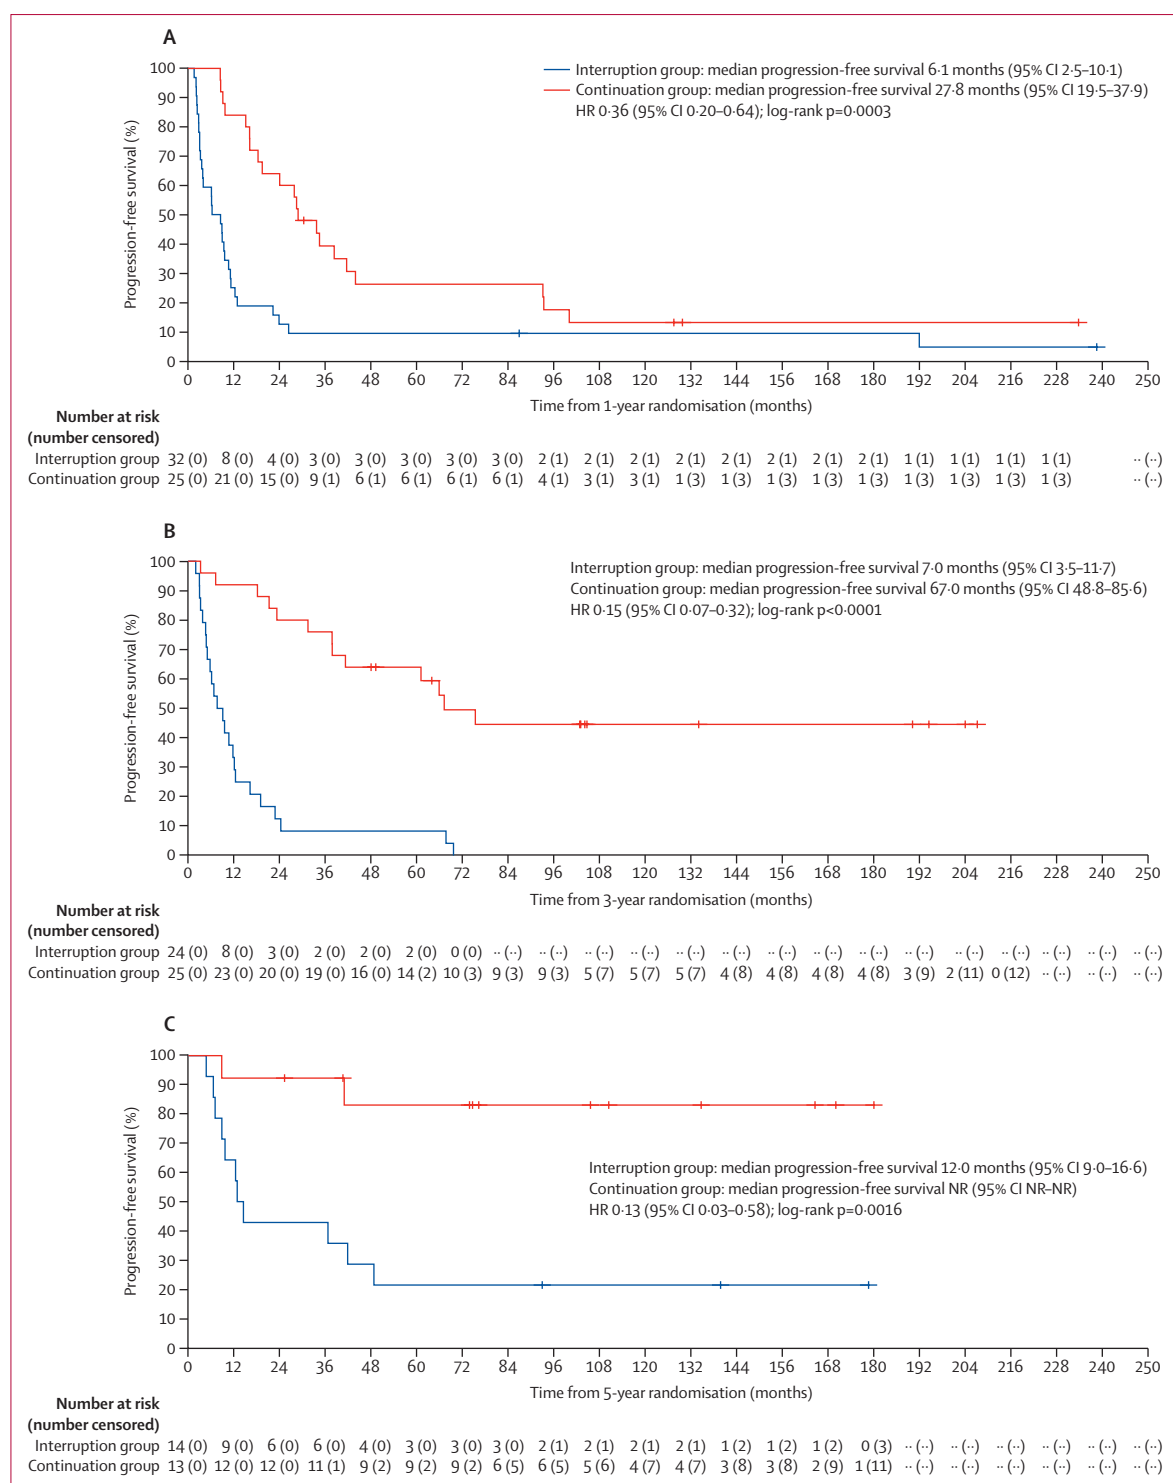 A
Interruption group: median progression-free survival 6·1 months (95% CI 2·5–10·1)
Continuation group: median progression-free survival 27·8 months (95% CI 19·5–37·9)
HR 0·36 (95% CI 0·20–0·64); log-rank p=0·0003
Progression-free survival (%)
100
90
80
70
60
50
40
30
20
10
0
0 12 24 36 48 60 72 84 96 108 120 132 144 156 168 180 192 204 216 228 240 250
Time from 1-year randomisation (months)
Number at risk
(number censored)
Interruption group 32 (0) 8 (0) 4 (0) 3 (0) 3 (0) 3 (0) 3 (0) 3 (0) 2 (1) 2 (1) 2 (1) 2 (1) 2 (1) 2 (1) 2 (1) 2 (1) 1 (1) 1 (1) 1 (1) 1 (1) ·· (··)
Continuation group 25 (0) 21 (0) 15 (0) 9 (1) 6 (1) 6 (1) 6 (1) 6 (1) 4 (1) 3 (1) 3 (1) 1 (3) 1 (3) 1 (3) 1 (3) 1 (3) 1 (3) 1 (3) 1 (3) 1 (3) ·· (··)
B
Interruption group: median progression-free survival 7·0 months (95% CI 3·5–11·7)
Continuation group: median progression-free survival 67·0 months (95% CI 48·8–85·6)
HR 0·15 (95% CI 0·07–0·32); log-rank p<0·0001
Progression-free survival (%)
100
90
80
70
60
50
40
30
20
10
0
0 12 24 36 48 60 72 84 96 108 120 132 144 156 168 180 192 204 216 228 240 250
Time from 3-year randomisation (months)
Number at risk
(number censored)
Interruption group 24 (0) 8 (0) 3 (0) 2 (0) 2 (0) 2 (0) 0 (0) ·· (··) ·· (··) ·· (··) ·· (··) ·· (··) ·· (··) ·· (··) ·· (··) ·· (··) ·· (··) ·· (··) ·· (··) ·· (··) ·· (··) ·· (··)
Continuation group 25 (0) 23 (0) 20 (0) 19 (0) 16 (0) 14 (2) 10 (3) 9 (3) 9 (3) 5 (7) 5 (7) 5 (7) 4 (8) 4 (8) 4 (8) 4 (8) 3 (9) 2 (11) 0 (12) ·· (··) ·· (··) ·· (··)
C
Interruption group: median progression-free survival 12·0 months (95% CI 9·0–16·6)
Continuation group: median progression-free survival NR (95% CI NR–NR)
HR 0·13 (95% CI 0·03–0·58); log-rank p=0·0016
Progression-free survival (%)
100
90
80
70
60
50
40
30
20
10
0
0 12 24 36 48 60 72 84 96 108 120 132 144 156 168 180 192 204 216 228 240 250
Time from 5-year randomisation (months)
Number at risk
(number censored)
Interruption group 14 (0) 9 (0) 6 (0) 6 (0) 4 (0) 3 (0) 3 (0) 3 (0) 2 (1) 2 (1) 2 (1) 2 (1) 1 (2) 1 (2) 1 (2) 0 (3) ·· (··) ·· (··) ·· (··) ·· (··) ·· (··) ·· (··)
Continuation group 13 (0) 12 (0) 12 (0) 11 (1) 9 (2) 9 (2) 9 (2) 6 (5) 6 (5) 5 (6) 4 (7) 4 (7) 3 (8) 3 (8) 2 (9) 1 (11) ·· (··) ·· (··) ·· (··) ·· (··) ·· (··) ·· (··)